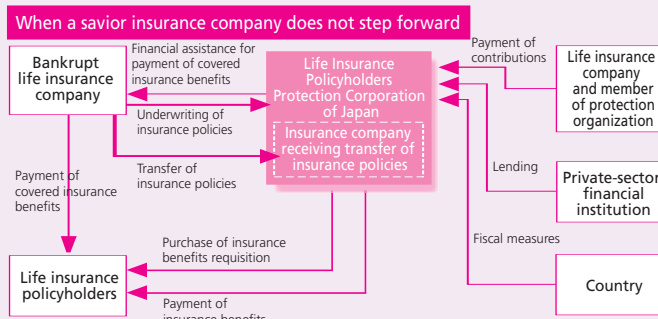 When a savior insurance company does not step forward
Bankrupt
life insurance
company
Financial assistance for
payment of covered
insurance benefits
Underwriting of
insurance policies
Transfer of
insurance policies
Payment of
covered insurance
benefits
Life Insurance
Policyholders
Protection Corporation
of Japan
Insurance company
receiving transfer of
insurance policies
Payment of
contributions
Life insurance
company
and member
of protection
organization
Lending
Private-sector
financial
institution
Fiscal measures
Country
Purchase of insurance
benefits requisition
Life insurance
policyholders
Payment of
insurance benefits